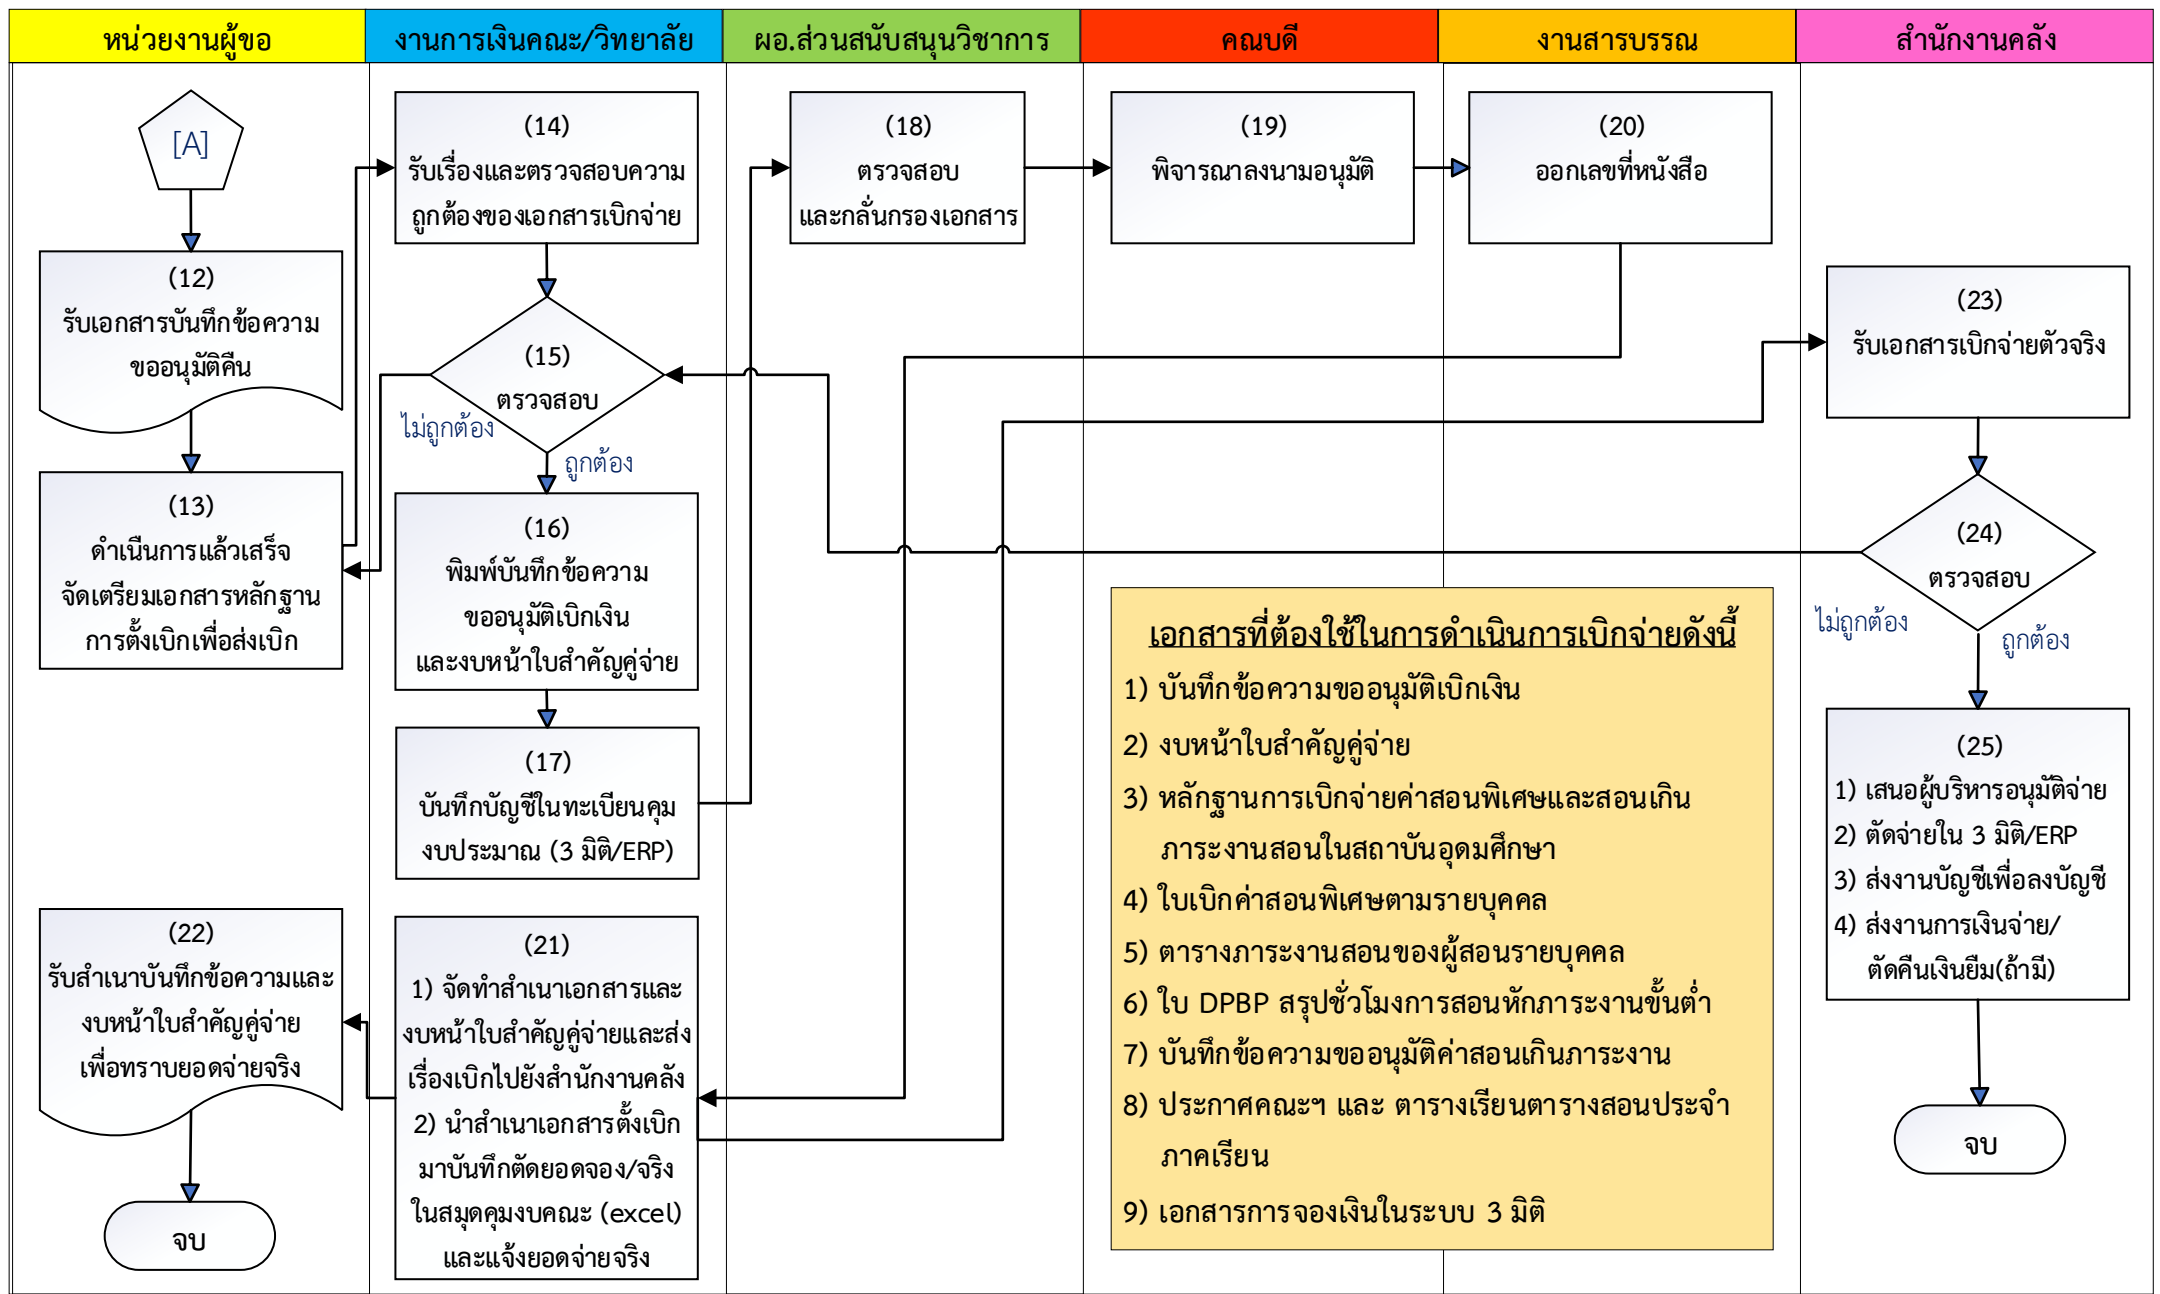 หน่วยงานผู้ขอ
งานการเงินคณะ/วิทยาลัย
ผอ.ส่วนสนับสนุนวิชาการ
คณบดี
งานสารบรรณ
สำนักงานคลัง
[A]
(12)
รับเอกสารบันทึกข้อความ
ขออนุมัติคืน
(13)
ดำเนินการแล้วเสร็จ
จัดเตรียมเอกสารหลักฐาน
การตั้งเบิกเพื่อส่งเบิก
(14)
รับเรื่องและตรวจสอบความ
ถูกต้องของเอกสารเบิกจ่าย
(15)
ตรวจสอบ
ไม่ถูกต้อง
ถูกต้อง
(16)
พิมพ์บันทึกข้อความ
ขออนุมัติเบิกเงิน
และงบหน้าใบสำคัญคู่จ่าย
(17)
บันทึกบัญชีในทะเบียนคุม
งบประมาณ (3 มิติ/ERP)
(18)
ตรวจสอบ
และกลั่นกรองเอกสาร
(19)
พิจารณาลงนามอนุมัติ
(20)
ออกเลขที่หนังสือ
(21)
1) จัดทำสำเนาเอกสารและ
งบหน้าใบสำคัญคู่จ่ายและส่ง
เรื่องเบิกไปยังสำนักงานคลัง
2) นำสำเนาเอกสารตั้งเบิก
มาบันทึกตัดยอดจอง/จริง
ในสมุดคุมงบคณะ (excel)
และแจ้งยอดจ่ายจริง
(22)
รับสำเนาบันทึกข้อความและ
งบหน้าใบสำคัญคู่จ่าย
เพื่อทราบยอดจ่ายจริง
จบ
(23)
รับเอกสารเบิกจ่ายตัวจริง
(24)
ตรวจสอบ
ไม่ถูกต้อง
ถูกต้อง
(25)
1) เสนอผู้บริหารอนุมัติจ่าย
2) ตัดจ่ายใน 3 มิติ/ERP
3) ส่งงานบัญชีเพื่อลงบัญชี
4) ส่งงานการเงินจ่าย/
ตัดคืนเงินยืม(ถ้ามี)
จบ
เอกสารที่ต้องใช้ในการดำเนินการเบิกจ่ายดังนี้
1) บันทึกข้อความขออนุมัติเบิกเงิน
2) งบหน้าใบสำคัญคู่จ่าย
3) หลักฐานการเบิกจ่ายค่าสอนพิเศษและสอนเกิน
ภาระงานสอนในสถาบันอุดมศึกษา
4) ใบเบิกค่าสอนพิเศษตามรายบุคคล
5) ตารางภาระงานสอนของผู้สอนรายบุคคล
6) ใบ DPBP สรุปชั่วโมงการสอนหักภาระงานขั้นต่ำ
7) บันทึกข้อความขออนุมัติค่าสอนเกินภาระงาน
8) ประกาศคณะฯ และ ตารางเรียนตารางสอนประจำ
ภาคเรียน
9) เอกสารการจองเงินในระบบ 3 มิติ